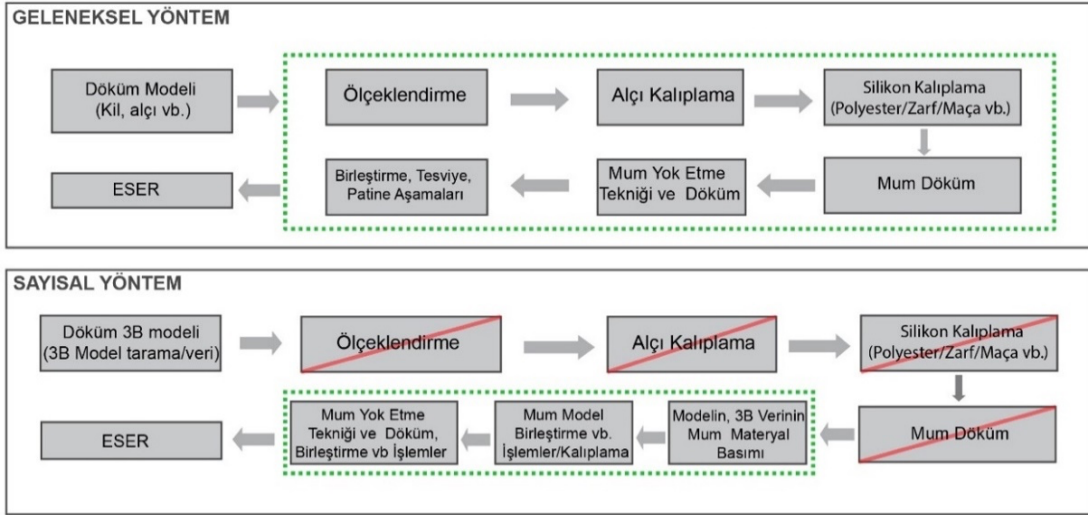 GELENEKSEL YÖNTEM
Döküm Modeli
(Kil, alçı vb.)
Ölçeklendirme
Alçı Kalıplama
Silikon Kalıplama
(Polyester/Zarf/Maça vb.)
Mum Döküm
Mum Yok Etme
Tekniği ve Döküm
Birleştirme, Tesviye,
Patine Aşamaları
ESER
SAYISAL YÖNTEM
Döküm 3B modeli
(3B Model tarama/veri)
Ölçeklendirme
Alçı Kalıplama
Silikon Kalıplama
(Polyester/Zarf/Maça vb.)
Mum Döküm
Modelin, 3B Verinin
Mum Materyal
Basımı
Mum Model
Birleştirme vb.
İşlemler/Kalıplama
Mum Yok Etme
Tekniği ve Döküm,
Birleştirme vb İşlemler
ESER